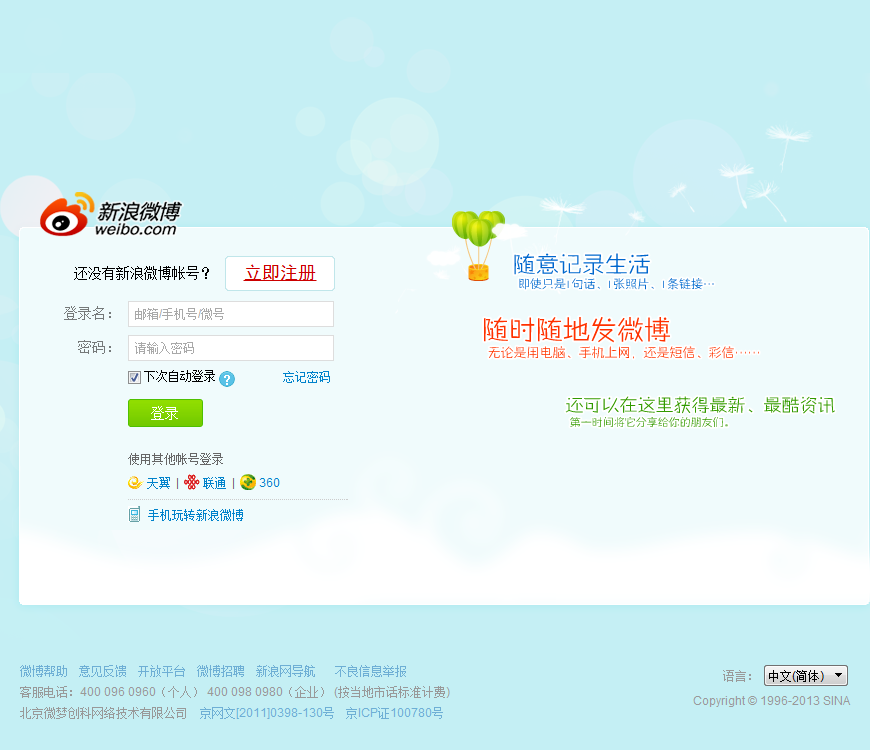 新浪微博
weibo.com
还没有新浪微博帐号？ 立即注册
登录名： 邮箱/手机号/微号
密码： 请输入密码
下次自动登录 ? 忘记密码
登录
使用其他帐号登录
天翼 | 联通 | 360
手机玩转新浪微博
随意记录生活
即使只是1句话、1张照片、1条链接…
随时随地发微博
无论是用电脑、手机上网，还是短信、彩信……
还可以在这里获得最新、最酷资讯
第一时间将它分享给你的朋友们。
微博帮助 意见反馈 开放平台 微博招聘 新浪网导航 不良信息举报
语言： 中文(简体)
客服电话：400 096 0960（个人） 400 098 0980（企业）(按当地市话标准计费)
Copyright © 1996-2013 SINA
北京微梦创科网络技术有限公司 京网文[2011]0398-130号 京ICP证100780号